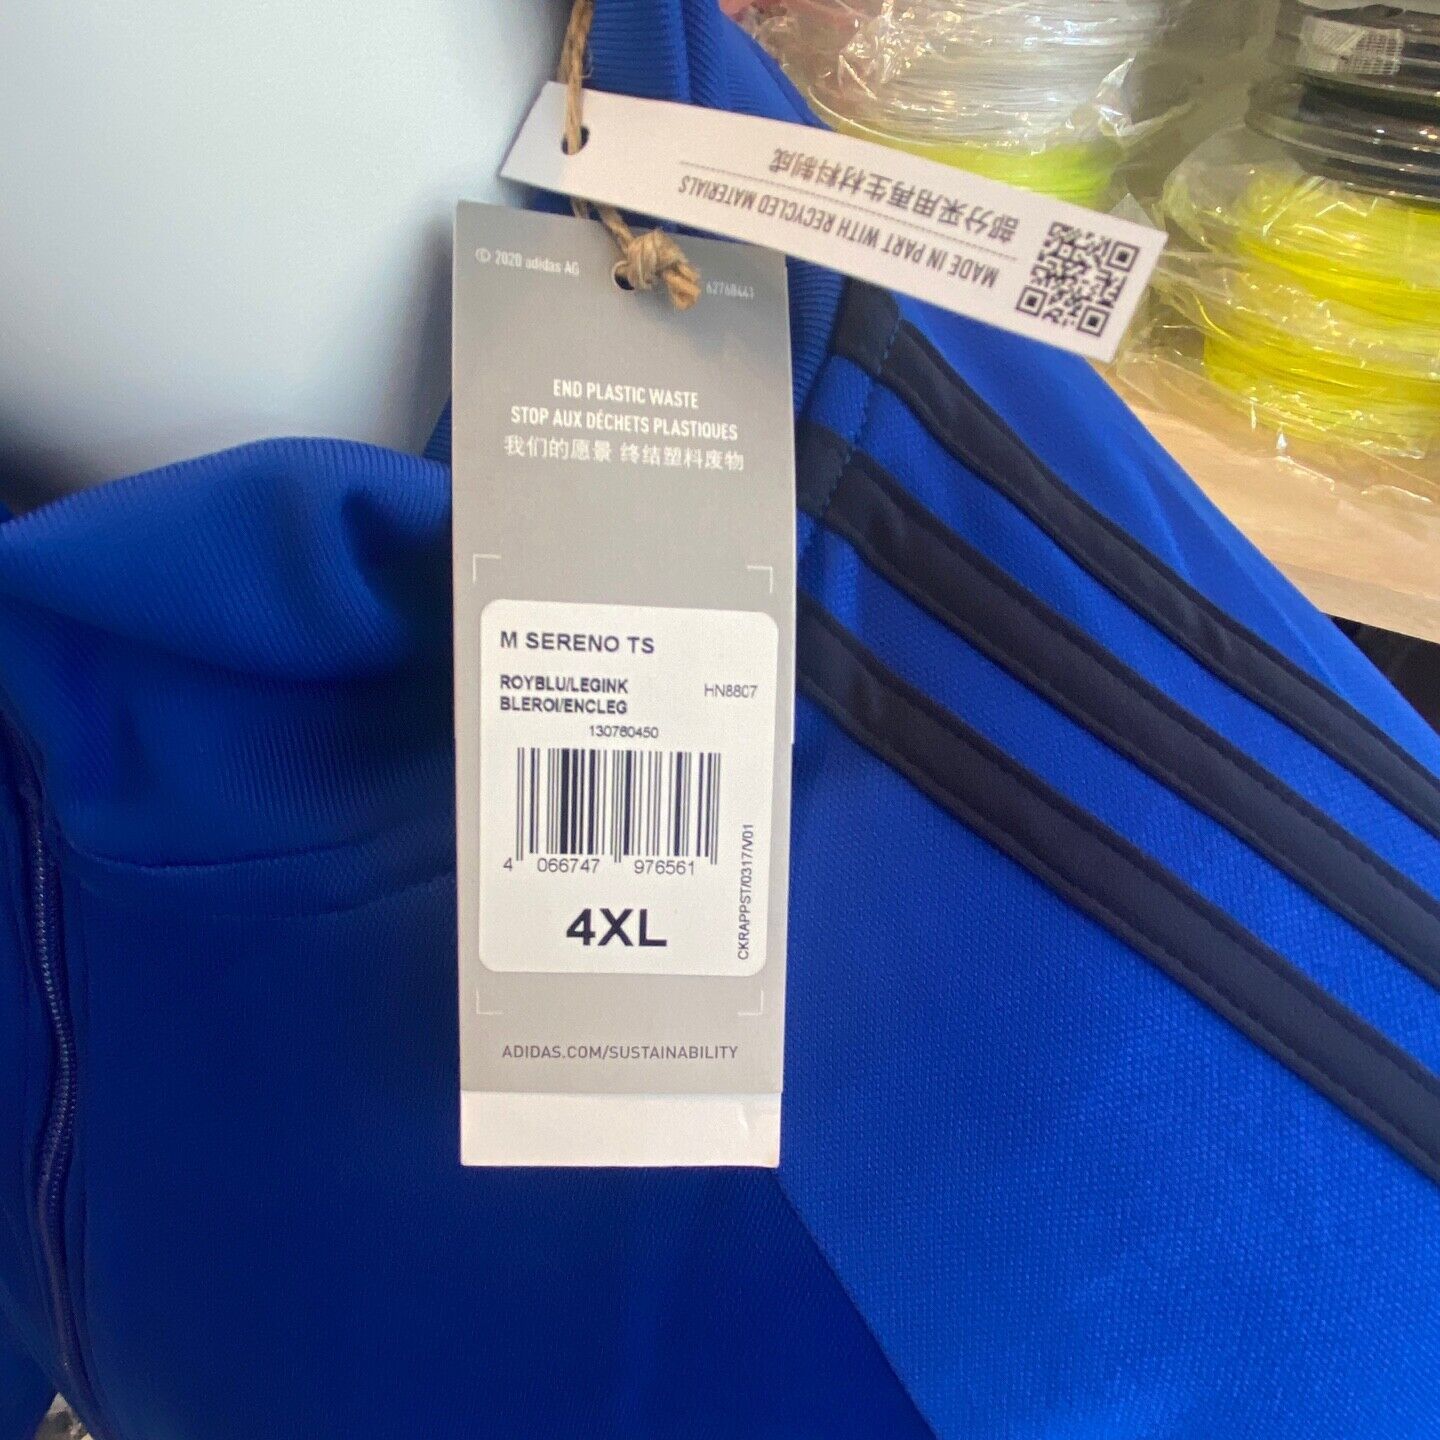 部分采用再生材料制成
MADE IN PART WITH RECYCLED MATERIALS
© 2020 adidas AG
62768441
END PLASTIC WASTE
STOP AUX DÉCHETS PLASTIQUES
我们的愿景 终结塑料废物
M SERENO TS
ROYBLU/LEGINK HN8807
BLEROI/ENCLEG
130780450
4 066747 976561
CKRAPPST/0317/V01
4XL
ADIDAS.COM/SUSTAINABILITY